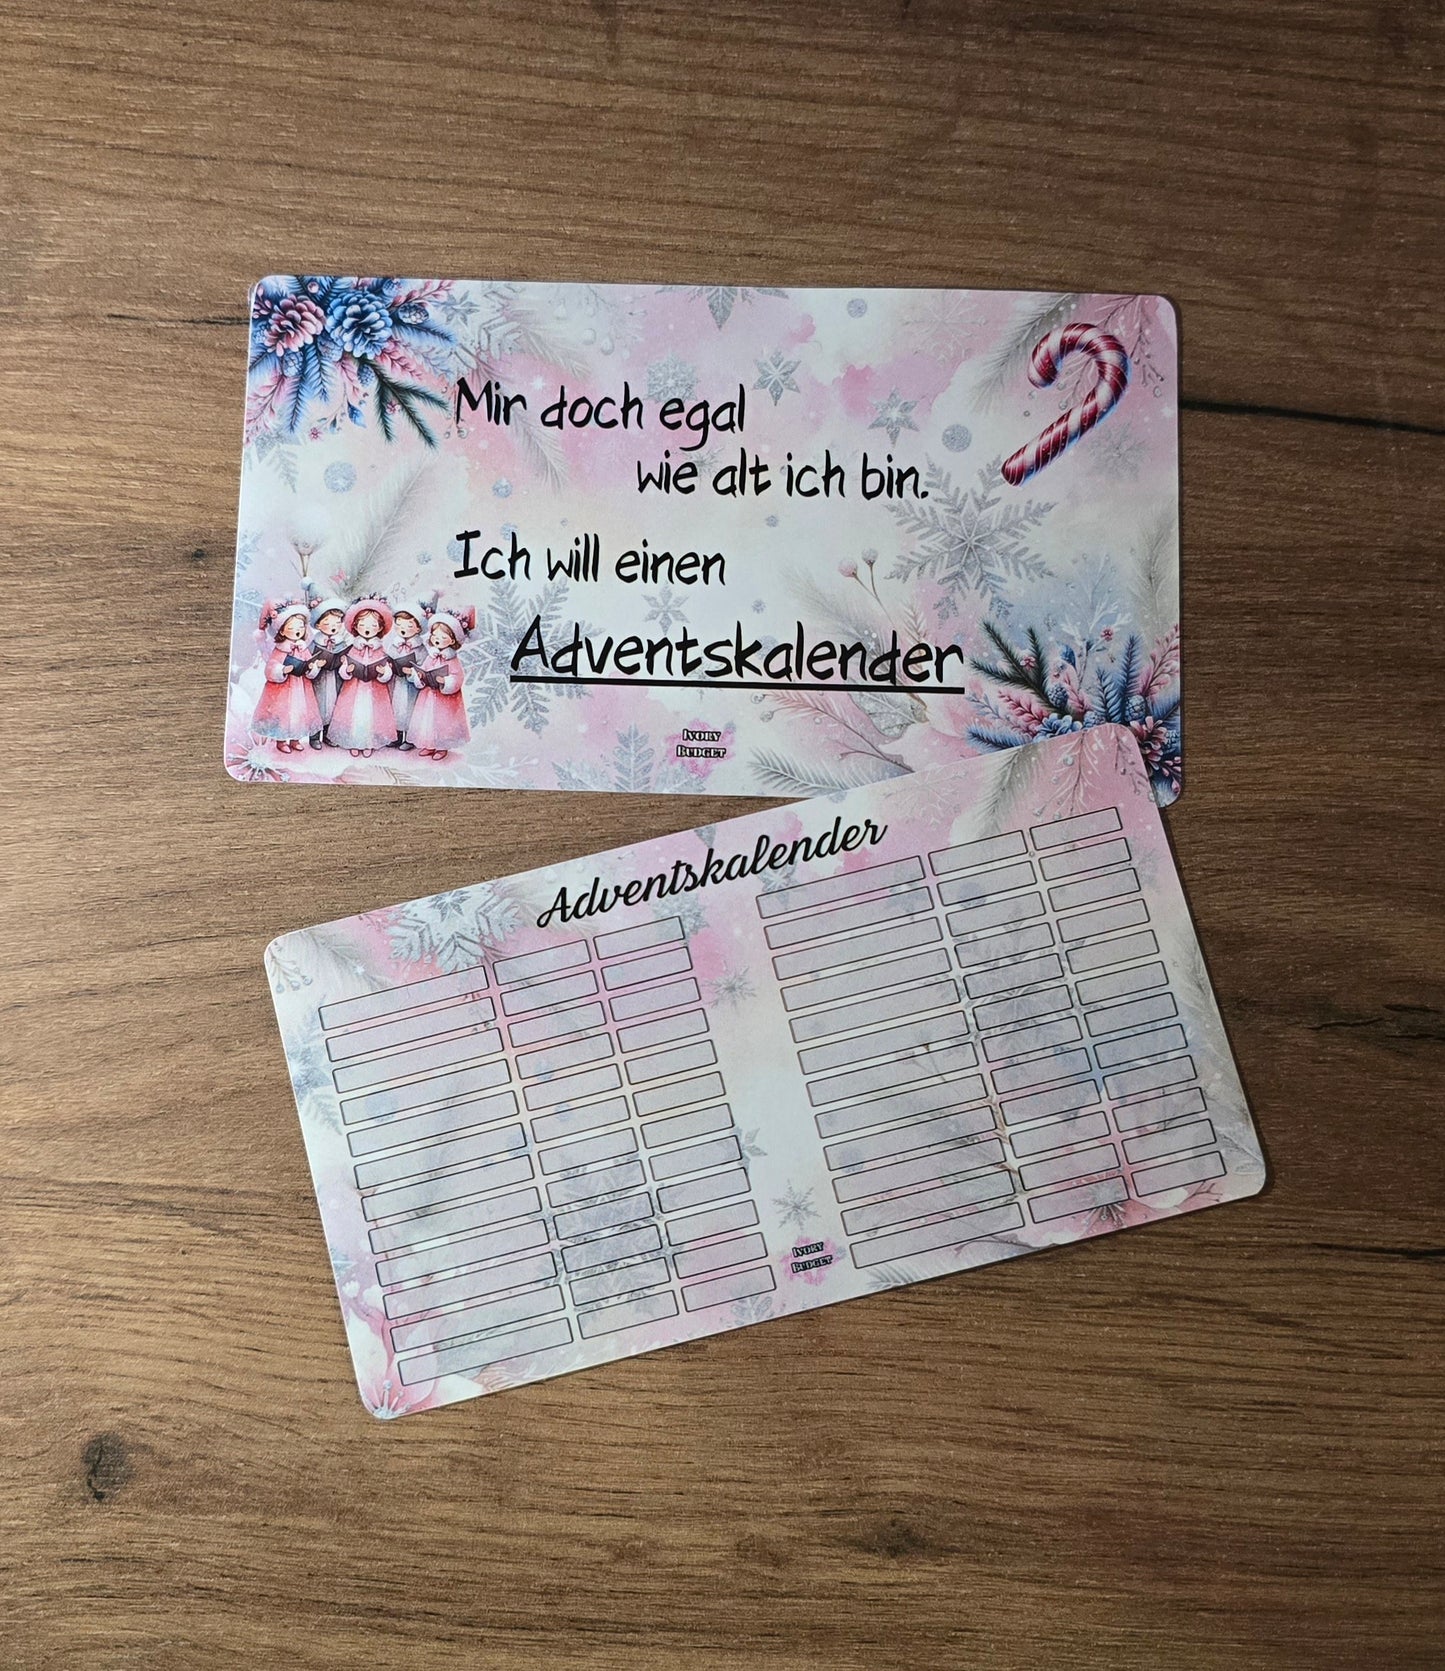 Mir doch egal
wie alt ich bin.
Ich will einen
Adventskalender
IVORY
BUDGET
Adventskalender
IVORY
BUDGET